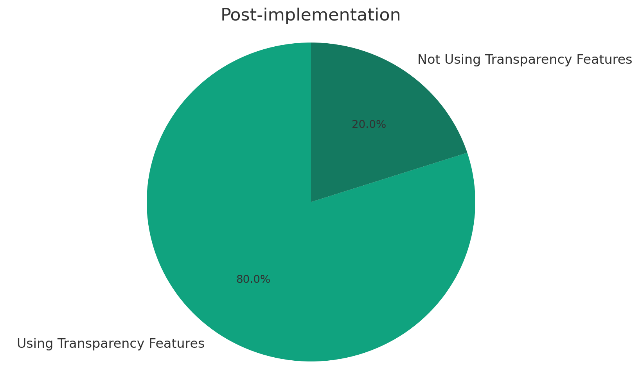 Post-implementation
Not Using Transparency Features
20.0%
80.0%
Using Transparency Features